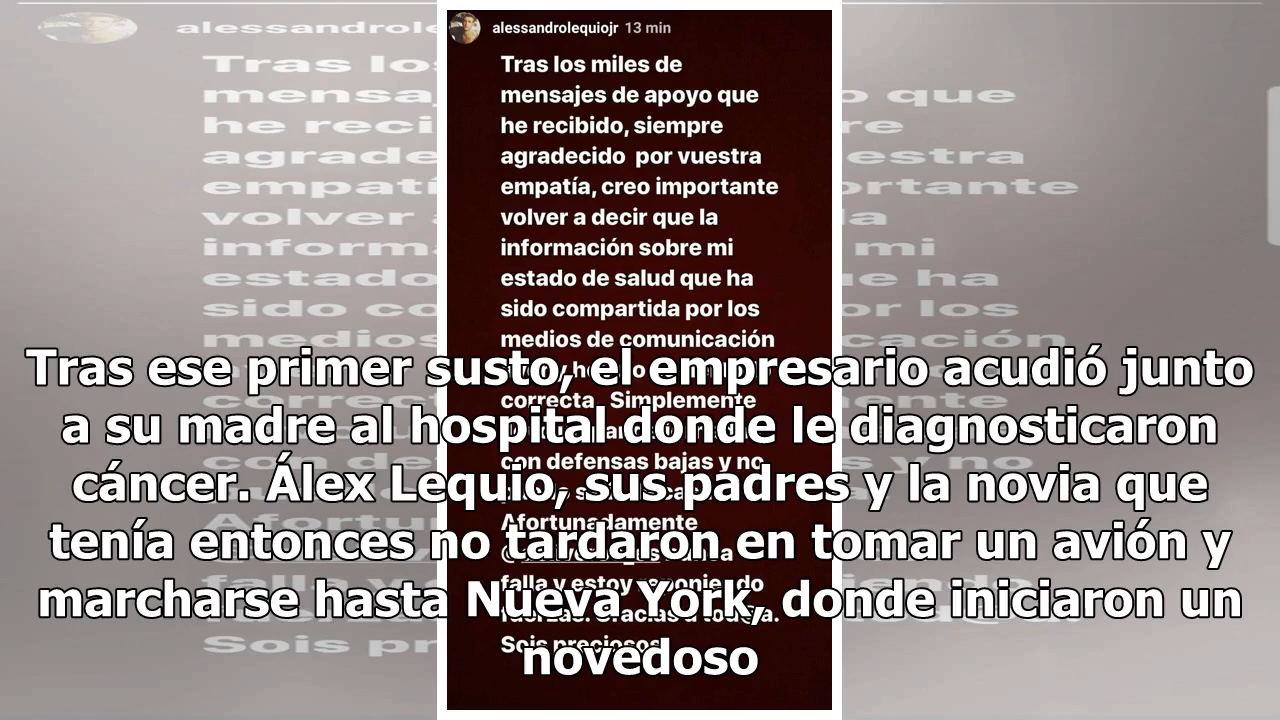 alessandrolequiojr 13 min
Tras los miles de
mensajes de apoyo que
he recibido, siempre
agradecido por vuestra
empatía, creo importante
volver a decir que la
información sobre mi
estado de salud que ha
sido compartida por los
medios de comunicación
correcta. Simplemente
con defensas bajas y no
Afortunadamente
falla y estoy
Sois preciosos
Tras ese primer susto, el empresario acudió junto
a su madre al hospital donde le diagnosticaron
cáncer. Álex Lequio, sus padres y la novia que
tenía entonces no tardaron en tomar un avión y
marcharse hasta Nueva York, donde iniciaron un
novedoso